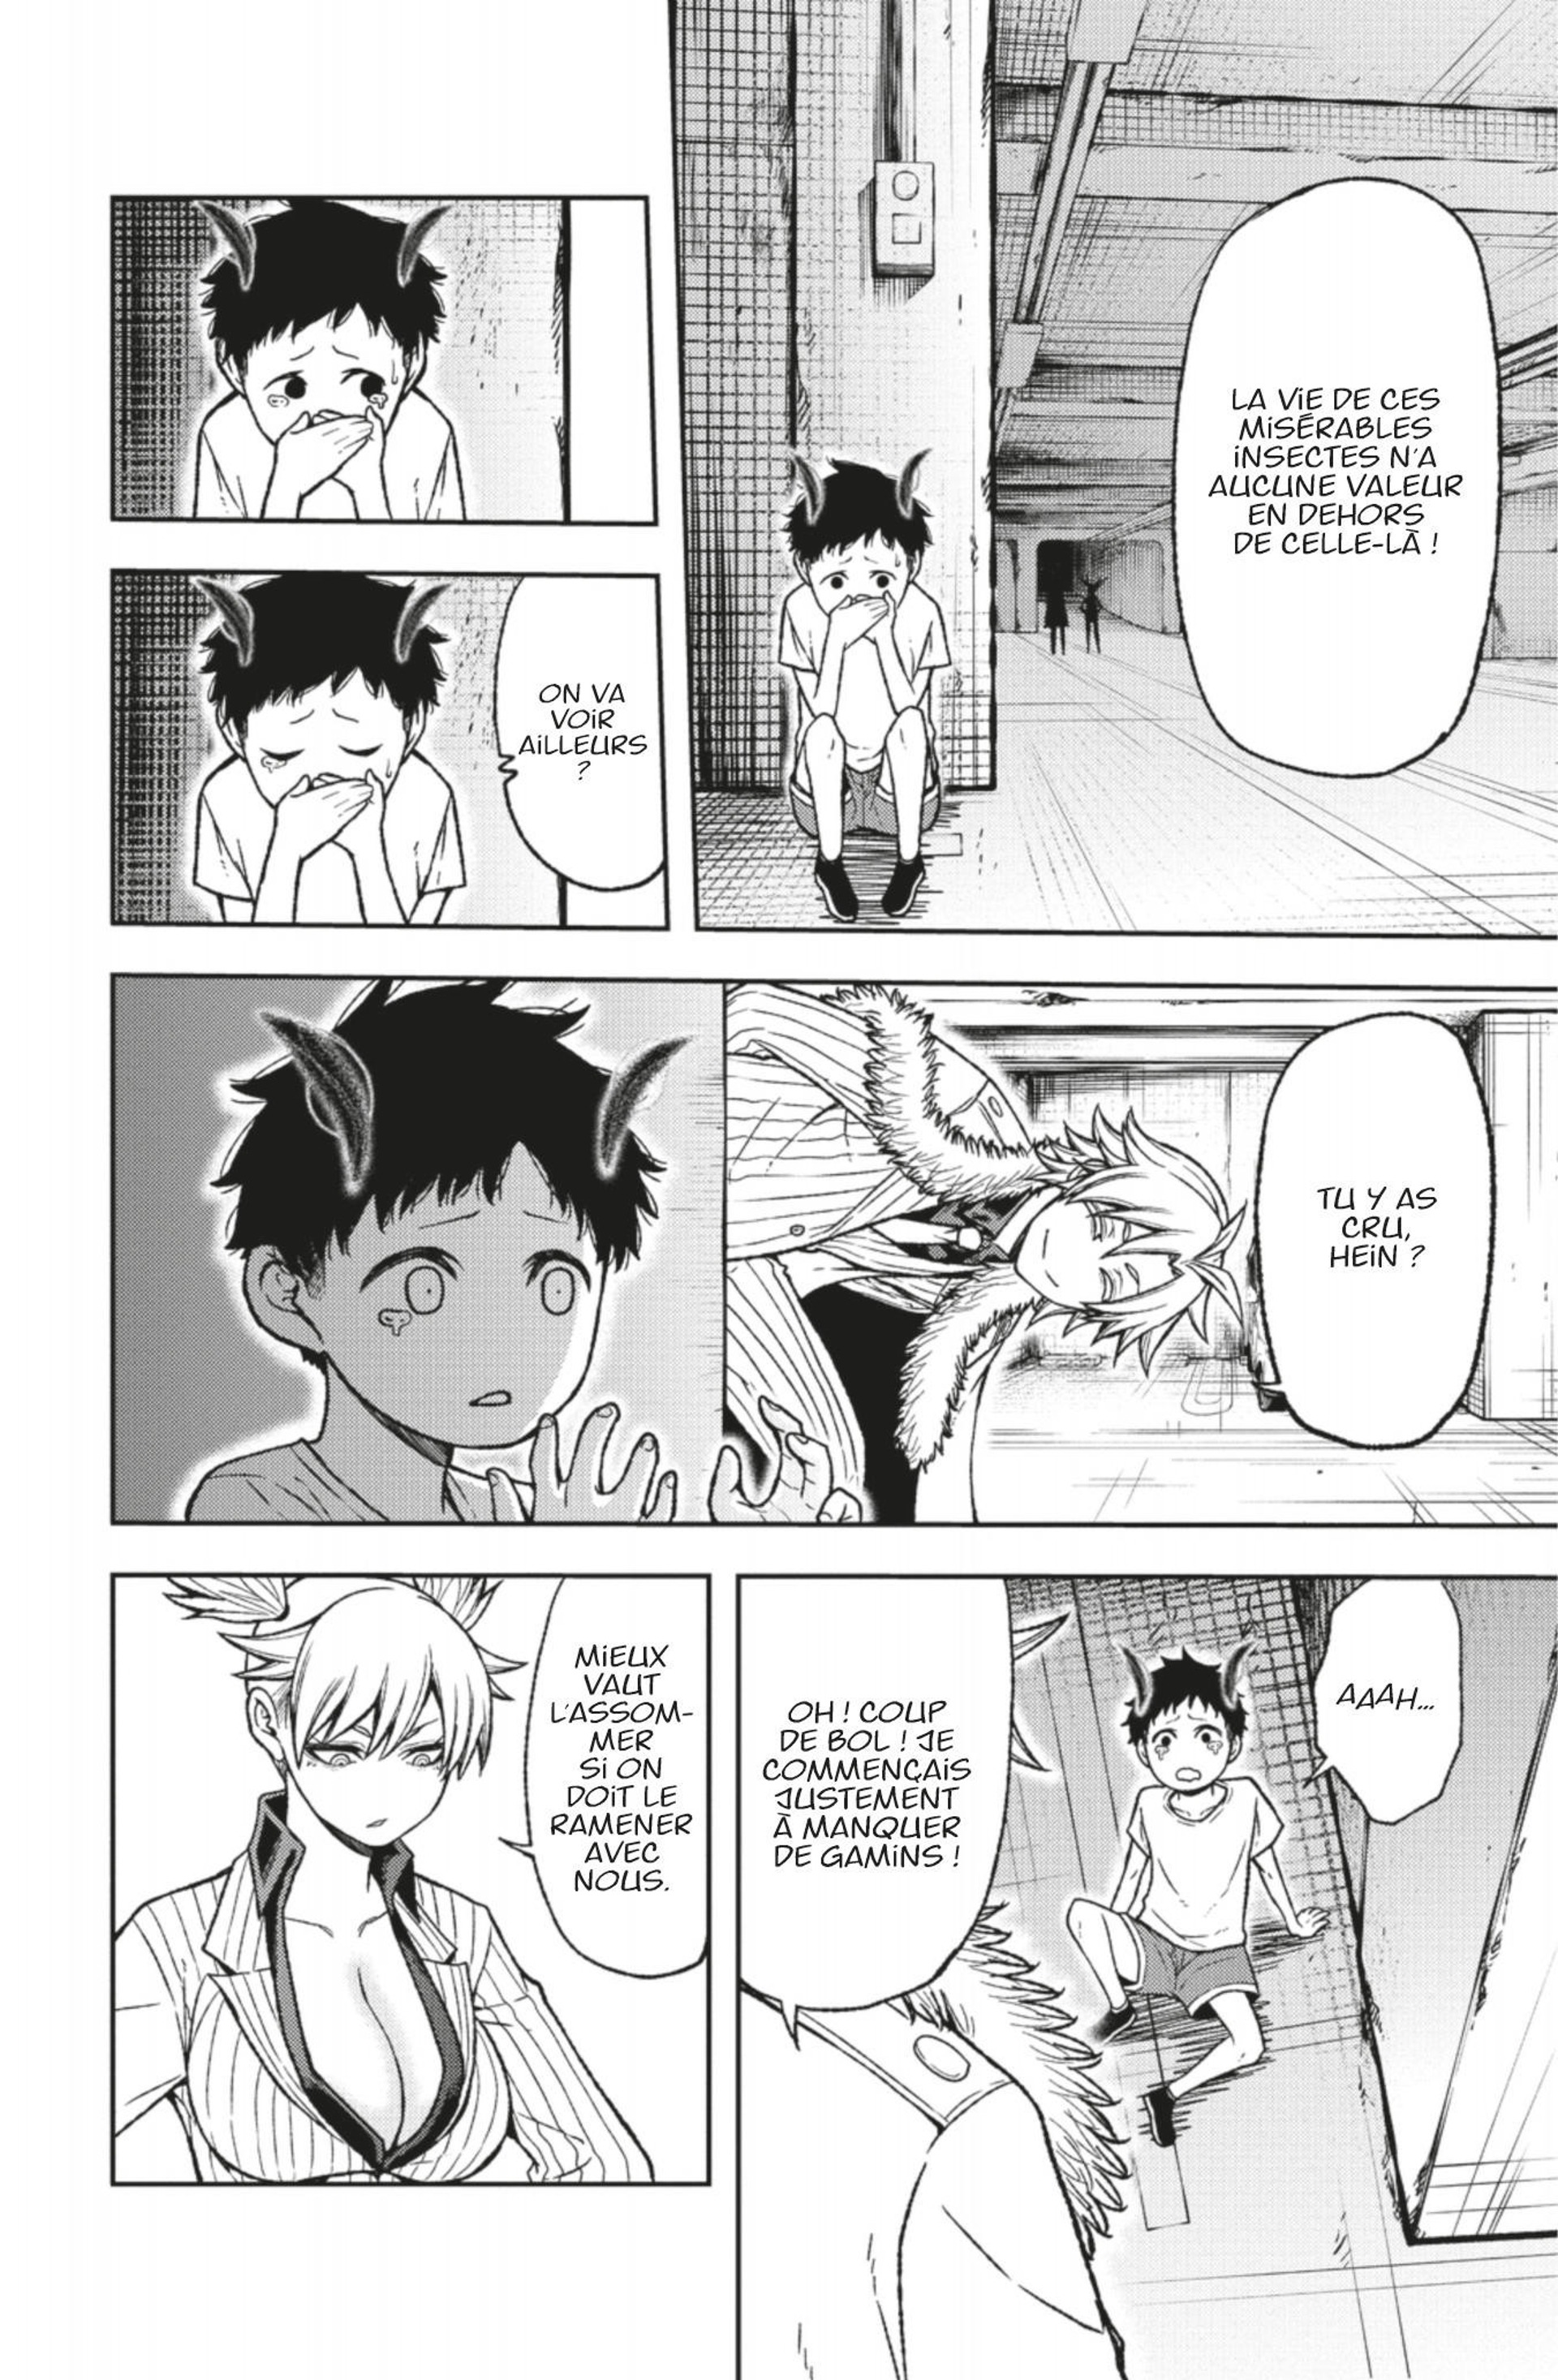 LA VIE DE CES
MISÉRABLES
INSECTES N'A
AUCUNE VALEUR
EN DEHORS
DE CELLE-LÀ !
ON VA
VOIR
AILLEURS
?
TU Y AS
CRU,
HEIN ?
AAAH...
OH ! COUP
DE BOL ! JE
COMMENÇAIS
JUSTEMENT
À MANQUER
DE GAMINS !
MIEUX
VAUT
L'ASSOM-
MER
SI ON
DOIT LE
RAMENER
AVEC
NOUS.